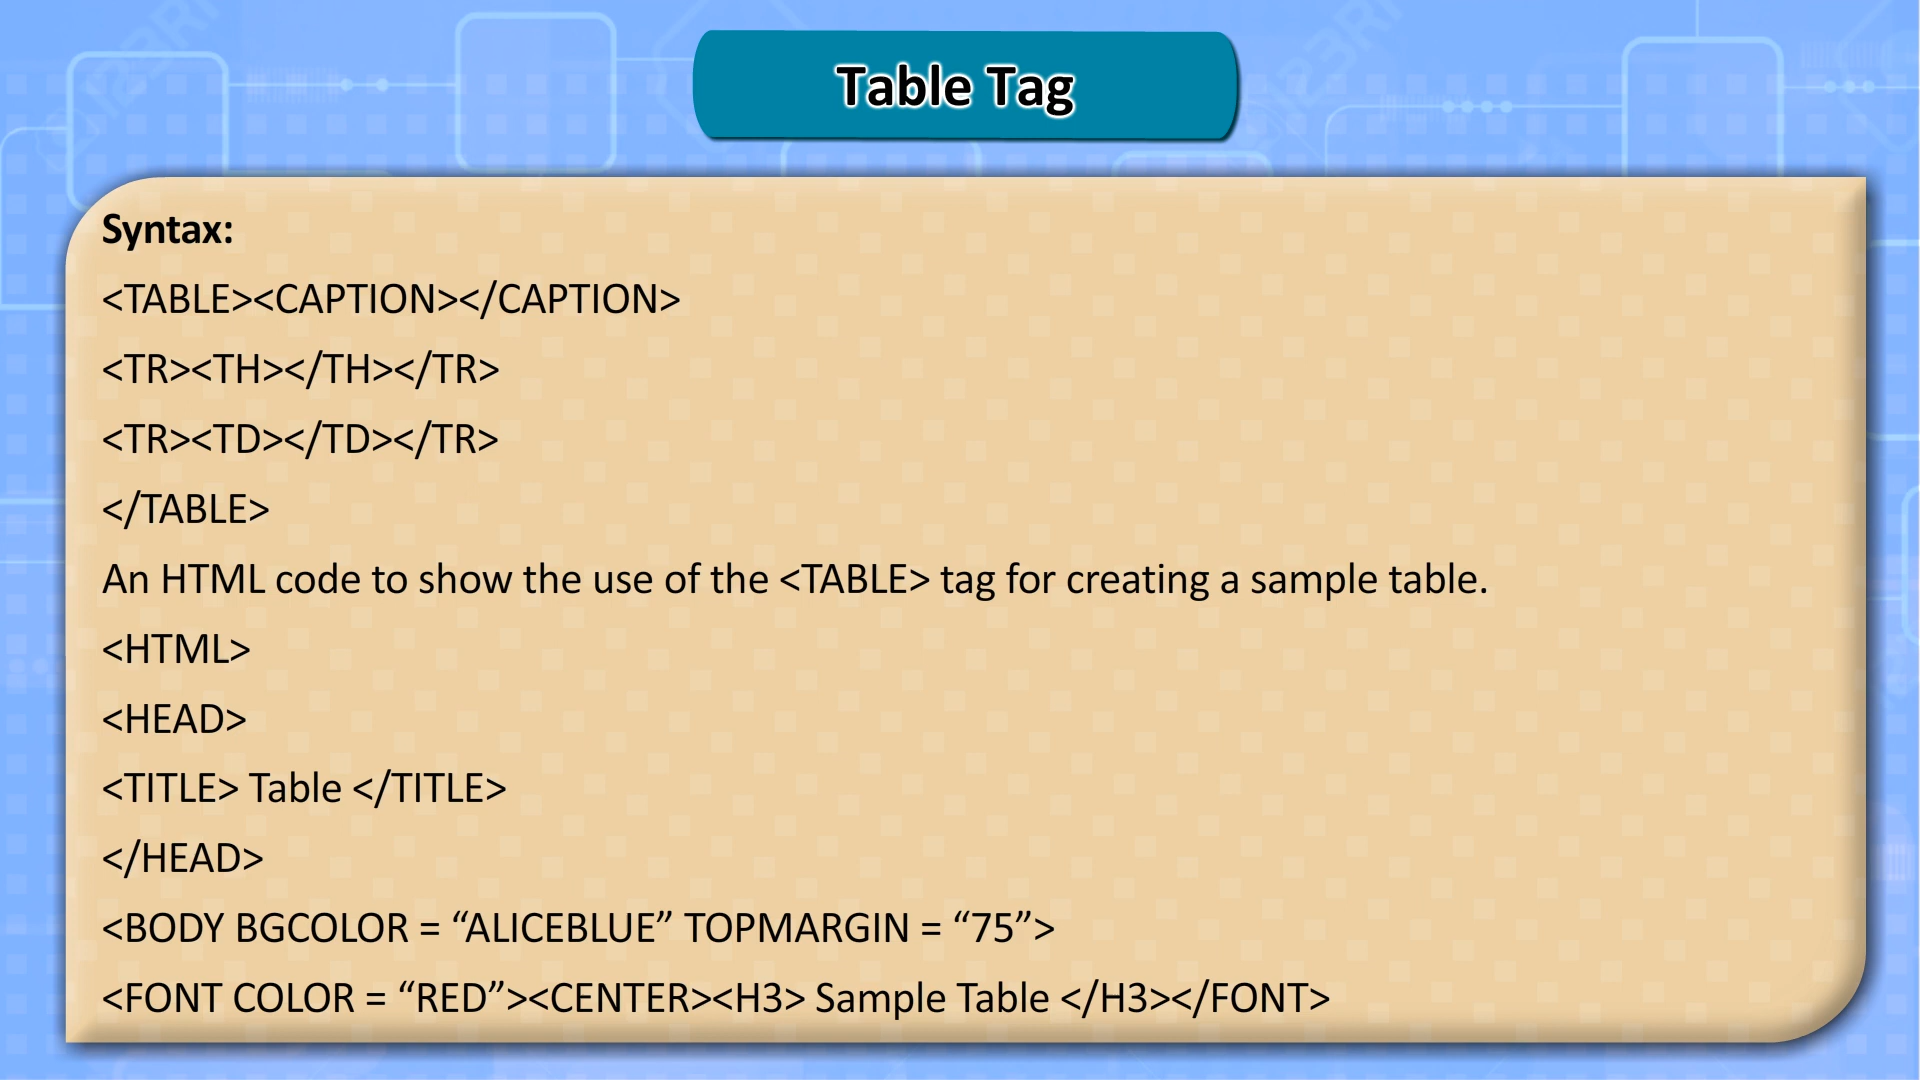 Table Tag
Syntax:
<TABLE><CAPTION></CAPTION>
<TR><TH></TH></TR>
<TR><TD></TD></TR>
</TABLE>
An HTML code to show the use of the <TABLE> tag for creating a sample table.
<HTML>
<HEAD>
<TITLE> Table </TITLE>
</HEAD>
<BODY BGCOLOR = “ALICEBLUE” TOPMARGIN = “75”>
<FONT COLOR = “RED”><CENTER><H3> Sample Table </H3></FONT>